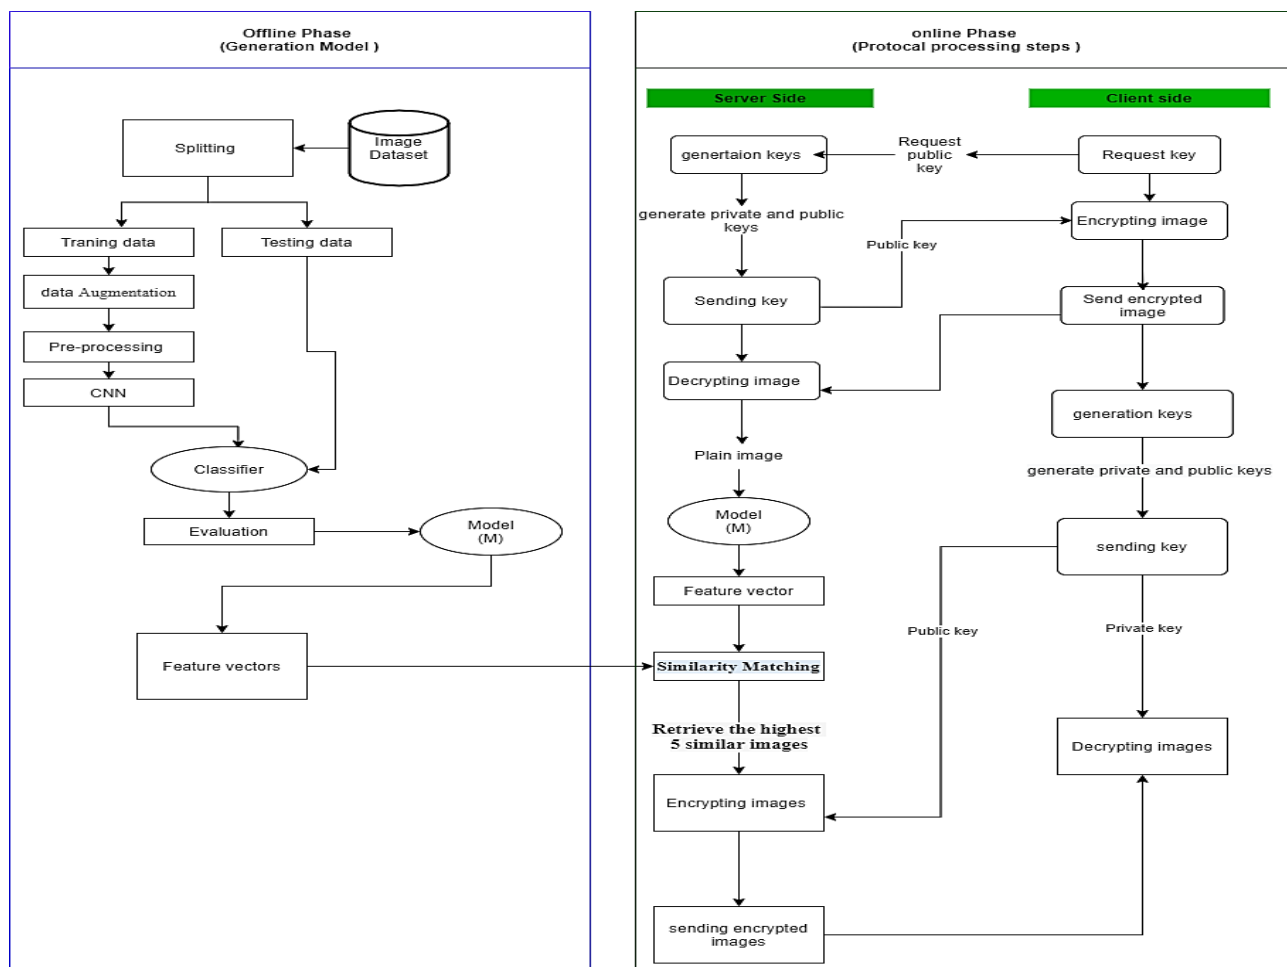 Offline Phase
(Generation Model )
Image
Dataset
Splitting
Traning data
Testing data
data Augmentation
Pre-processing
CNN
Classifier
Evaluation
Model
(M)
Feature vectors
online Phase
(Protocal processing steps )
Server Side
Client side
genertaion keys
Request
public
key
Request key
generate private and public
keys
Public key
Encrypting image
Sending key
Send encrypted
image
Decrypting image
generation keys
Plain image
generate private and public keys
Model
(M)
sending key
Feature vector
Public key
Private key
Similarity Matching
Retrieve the highest
5 similar images
Decrypting images
Encrypting images
sending encrypted
images